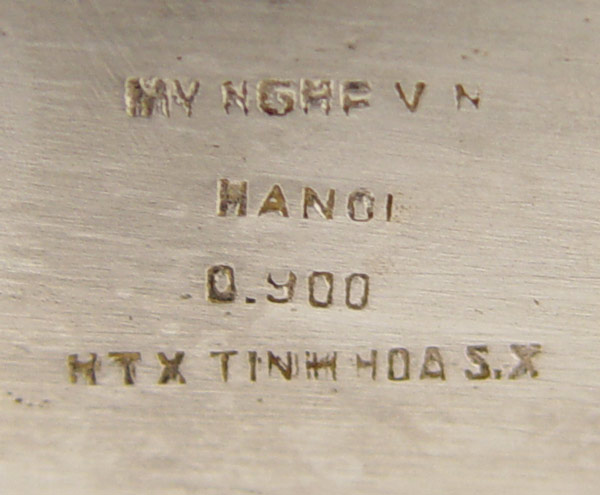 MY NGHE V N
HANOI
0.900
HTX TINH HOA S.X